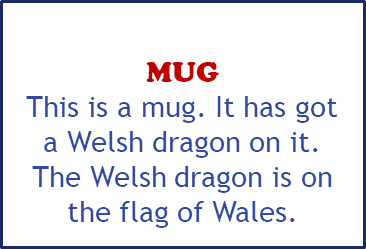 MUG
This is a mug. It has got
a Welsh dragon on it.
The Welsh dragon is on
the flag of Wales.